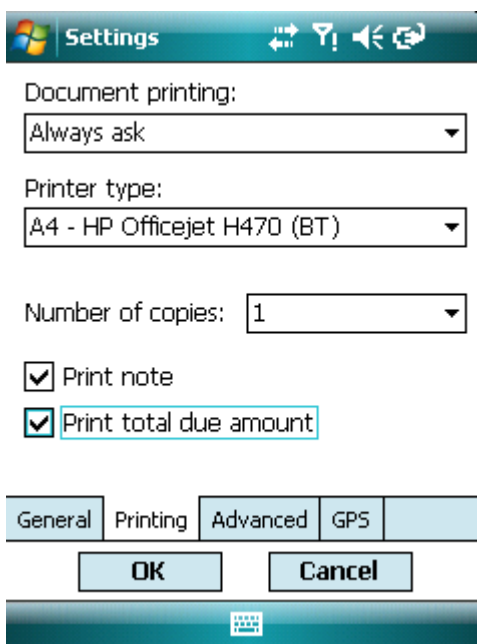 Settings
Document printing:
Always ask
Printer type:
A4 - HP Officejet H470 (BT)
Number of copies: 1
Print note
Print total due amount
General Printing Advanced GPS
OK Cancel